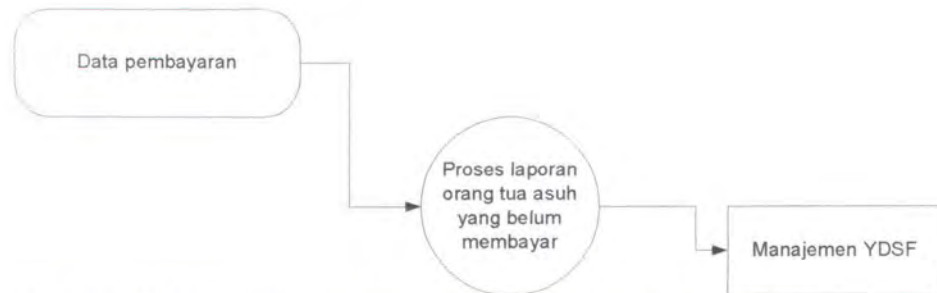 Data pembayaran
Proses laporan
orang tua asuh
yang belum
membayar
Manajemen YDSF